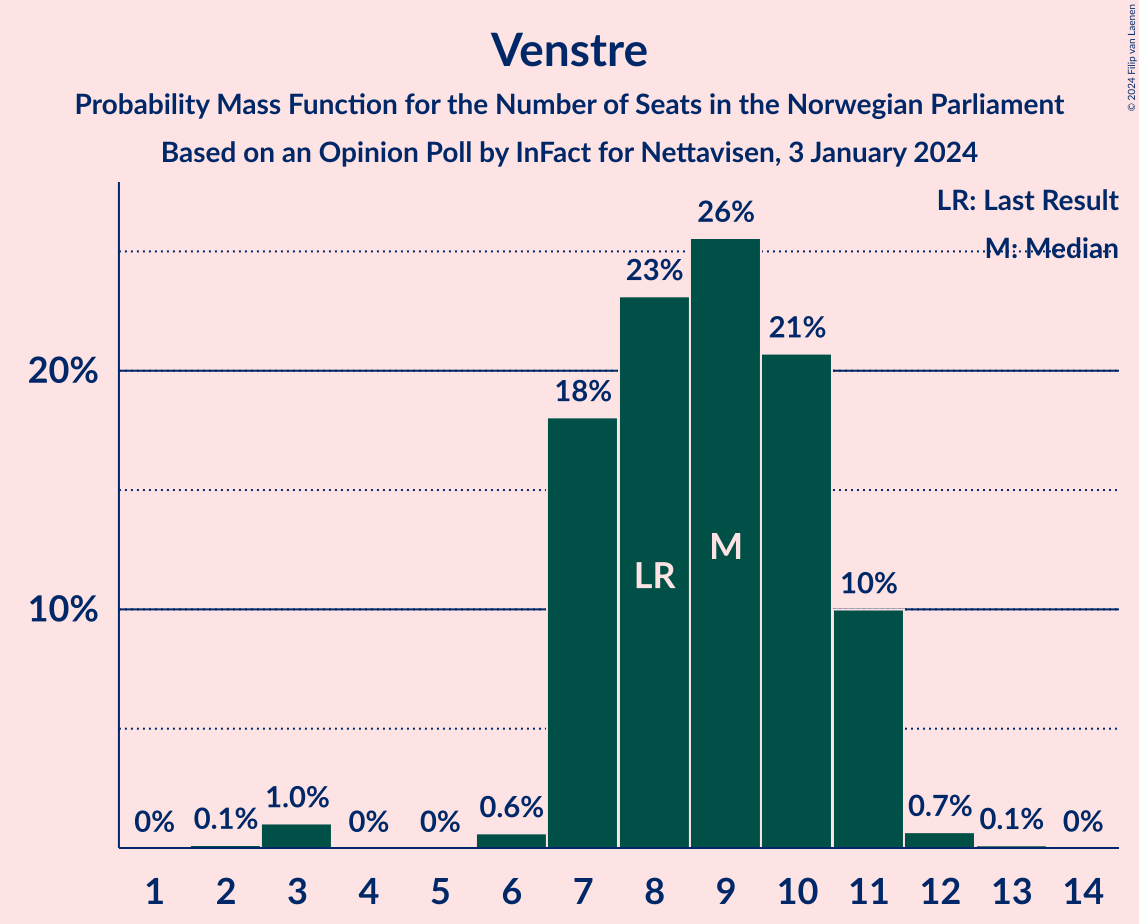 Venstre
Probability Mass Function for the Number of Seats in the Norwegian Parliament
Based on an Opinion Poll by InFact for Nettavisen, 3 January 2024
© 2024 Filip van Laenen
LR: Last Result
M: Median
20%
10%
0%
0.1%
1.0%
0%
0%
0.6%
18%
23%
26%
21%
10%
0.7%
0.1%
0%
LR
M
1 2 3 4 5 6 7 8 9 10 11 12 13 14